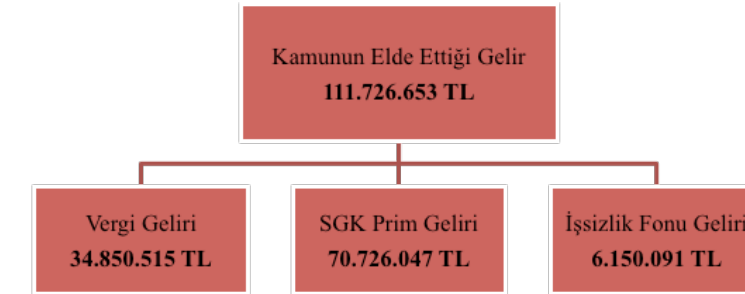 Kamunun Elde Ettiği Gelir
111.726.653 TL
Vergi Geliri
34.850.515 TL
SGK Prim Geliri
70.726.047 TL
İşsizlik Fonu Geliri
6.150.091 TL